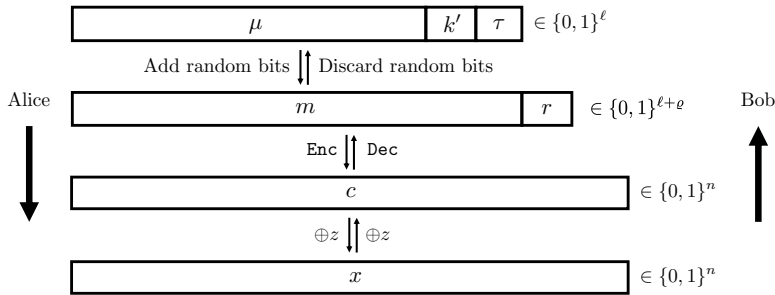 μ k′ τ ∈ {0, 1}^ℓ
Add random bits Discard random bits
Alice m r ∈ {0, 1}^{ℓ+ϱ} Bob
Enc Dec
c ∈ {0, 1}^n
⊕z ⊕z
x ∈ {0, 1}^n